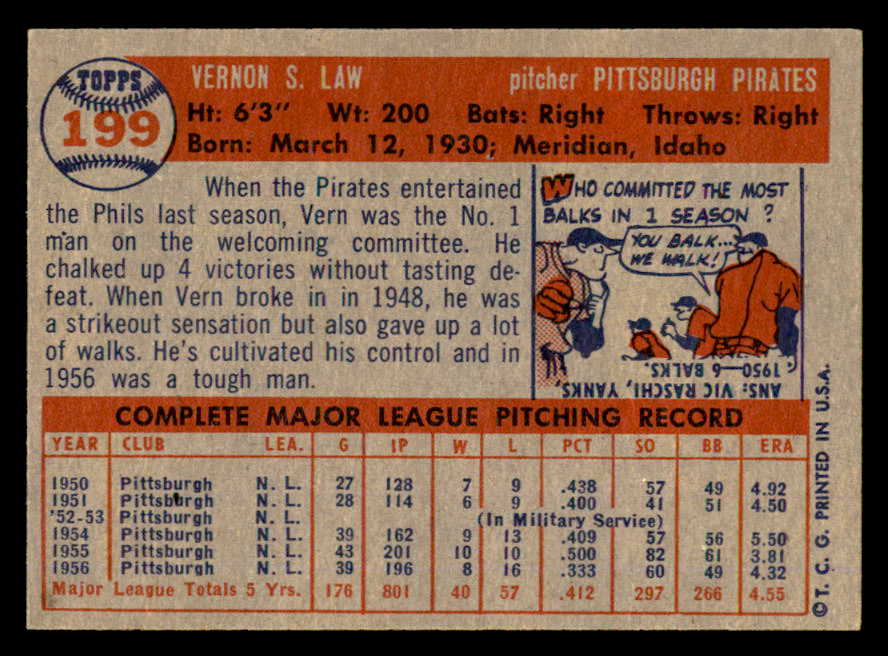 TOPPS
199
VERNON S. LAW pitcher PITTSBURGH PIRATES
Ht: 6'3" Wt: 200 Bats: Right Throws: Right
Born: March 12, 1930; Meridian, Idaho
When the Pirates entertained
the Phils last season, Vern was the No. 1
man on the welcoming committee. He
chalked up 4 victories without tasting de-
feat. When Vern broke in in 1948, he was
a strikeout sensation but also gave up a lot
of walks. He's cultivated his control and in
1956 was a tough man.
WHO COMMITTED THE MOST
BALKS IN 1 SEASON ?
YOU BALK...
WE WALK!
ANS: VIC RASCHI, YANKS,
1950—6 BALKS.
COMPLETE MAJOR LEAGUE PITCHING RECORD
YEAR CLUB LEA. G IP W L PCT SO BB ERA
1950 Pittsburgh N. L. 27 128 7 9 .438 57 49 4.92
1951 Pittsburgh N. L. 28 114 6 9 .400 41 51 4.50
'52-53 Pittsburgh N. L. (In Military Service)
1954 Pittsburgh N. L. 39 162 9 13 .409 57 56 5.50
1955 Pittsburgh N. L. 43 201 10 10 .500 82 61 3.81
1956 Pittsburgh N. L. 39 196 8 16 .333 60 49 4.32
Major League Totals 5 Yrs. 176 801 40 57 .412 297 266 4.55
© T. C. G. PRINTED IN U.S.A.